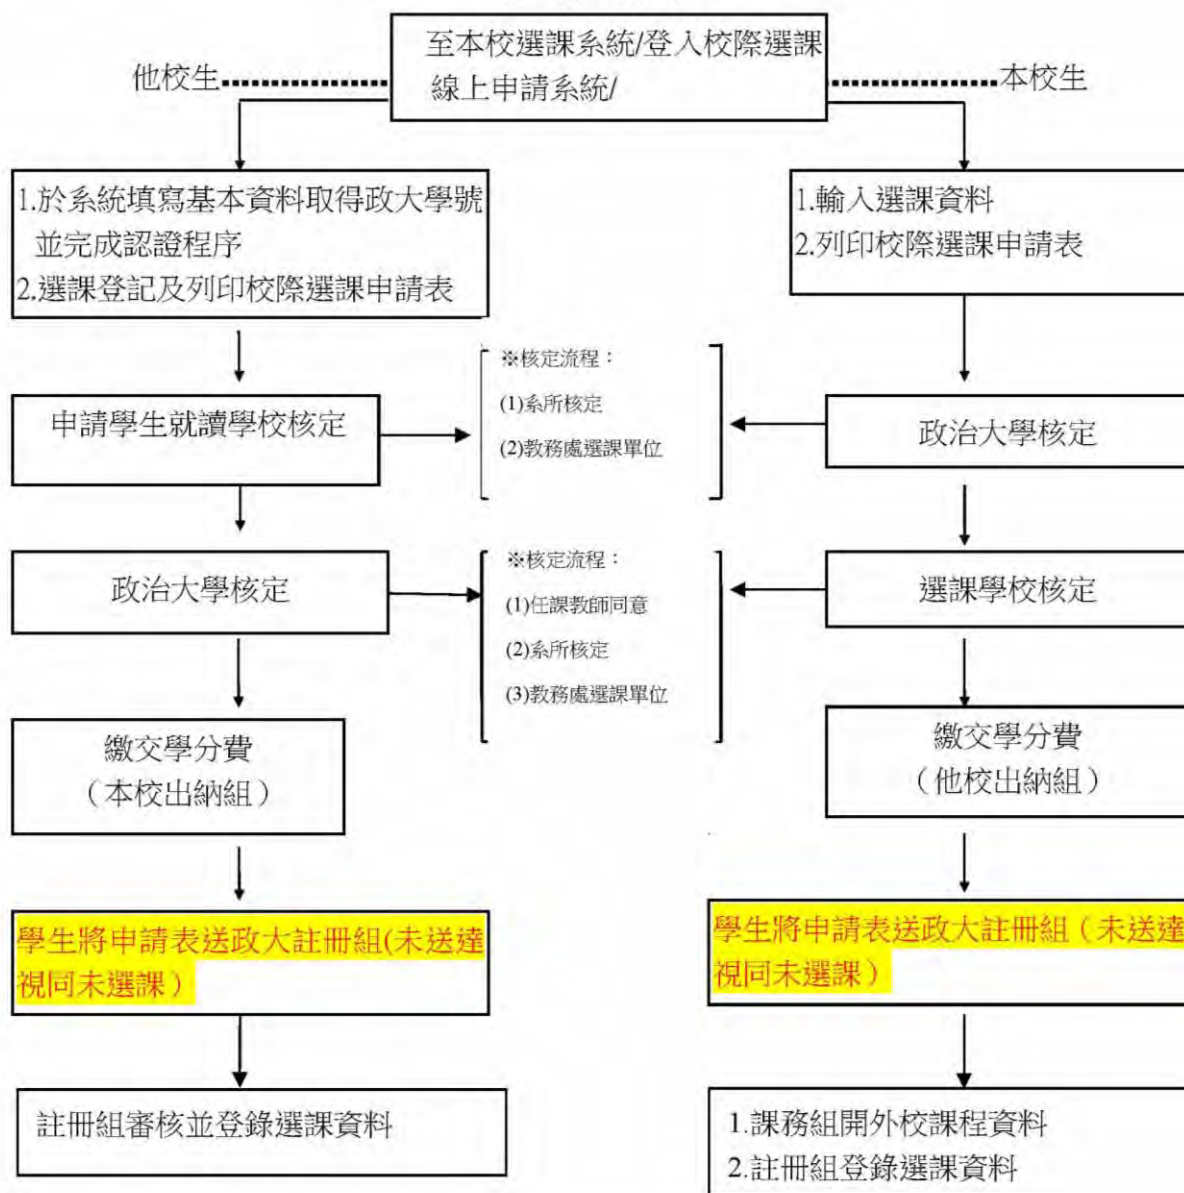 至本校選課系統/登入校際選課
線上申請系統/
他校生
本校生
1.於系統填寫基本資料取得政大學號
並完成認證程序
2.選課登記及列印校際選課申請表
1.輸入選課資料
2.列印校際選課申請表
申請學生就讀學校核定
※核定流程：
(1)系所核定
(2)教務處選課單位
政治大學核定
政治大學核定
※核定流程：
(1)任課教師同意
(2)系所核定
(3)教務處選課單位
選課學校核定
繳交學分費
（本校出納組）
繳交學分費
（他校出納組）
學生將申請表送政大註冊組(未送達
視同未選課）
學生將申請表送政大註冊組（未送達
視同未選課）
註冊組審核並登錄選課資料
1.課務組開外校課程資料
2.註冊組登錄選課資料